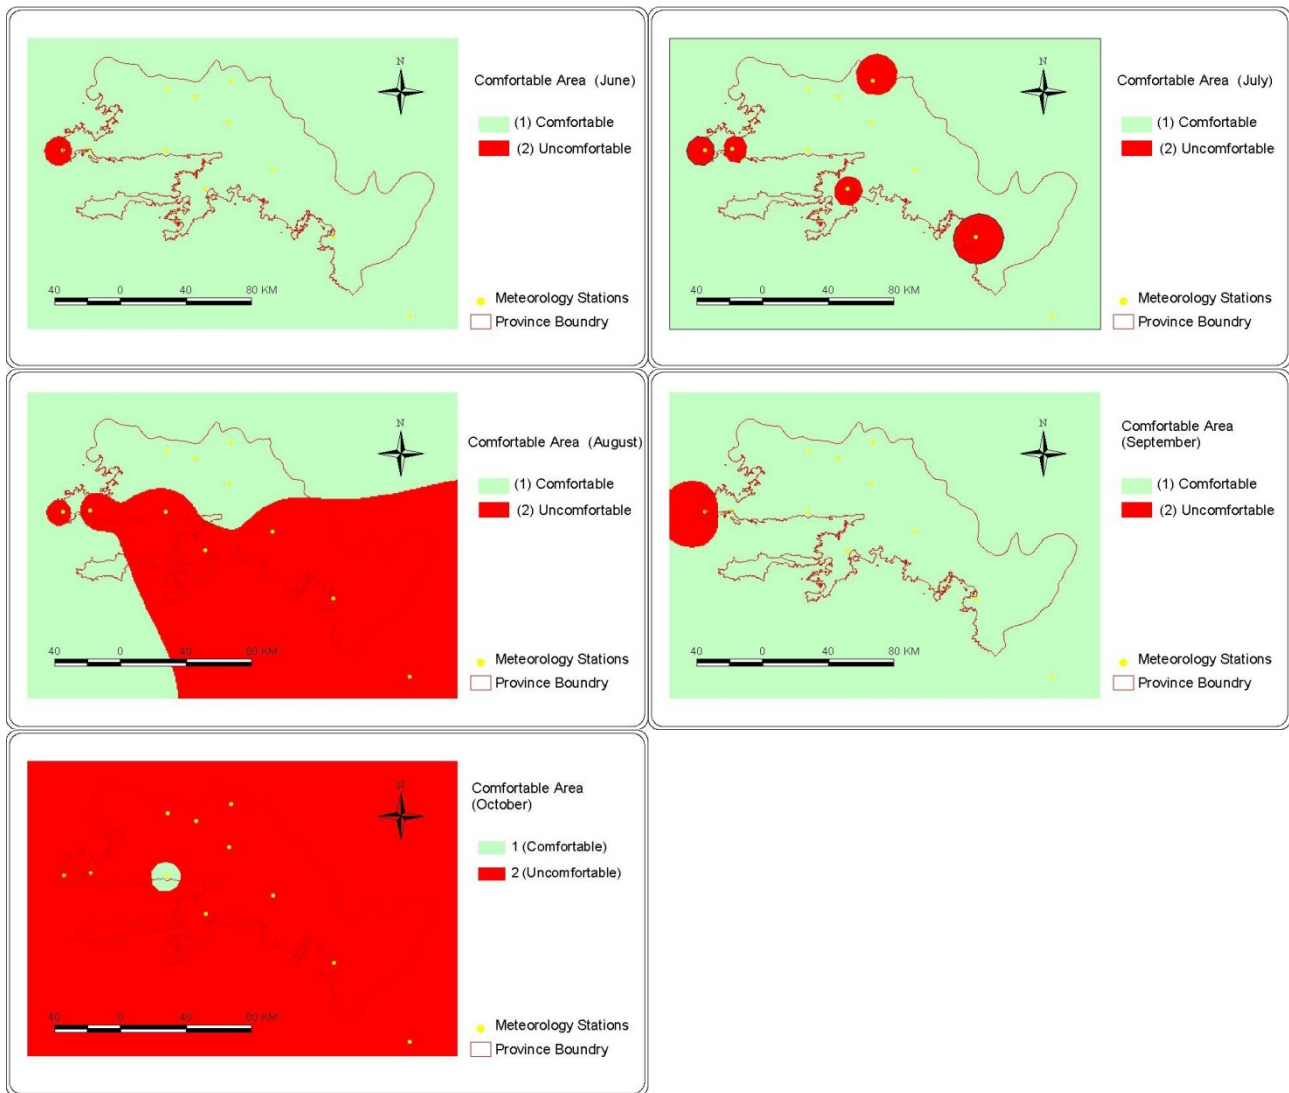 N
Comfortable Area (June)
(1) Comfortable
(2) Uncomfortable
40 0 40 80 KM
Meteorology Stations
Province Boundry
N
Comfortable Area (July)
(1) Comfortable
(2) Uncomfortable
40 0 40 80 KM
Meteorology Stations
Province Boundry
N
Comfortable Area (August)
(1) Comfortable
(2) Uncomfortable
40 0 40 80 KM
Meteorology Stations
Province Boundry
N
Comfortable Area
(September)
(1) Comfortable
(2) Uncomfortable
40 0 40 80 KM
Meteorology Stations
Province Boundry
N
Comfortable Area
(October)
1 (Comfortable)
2 (Uncomfortable)
40 0 40 80 KM
Meteorology Stations
Province Boundry